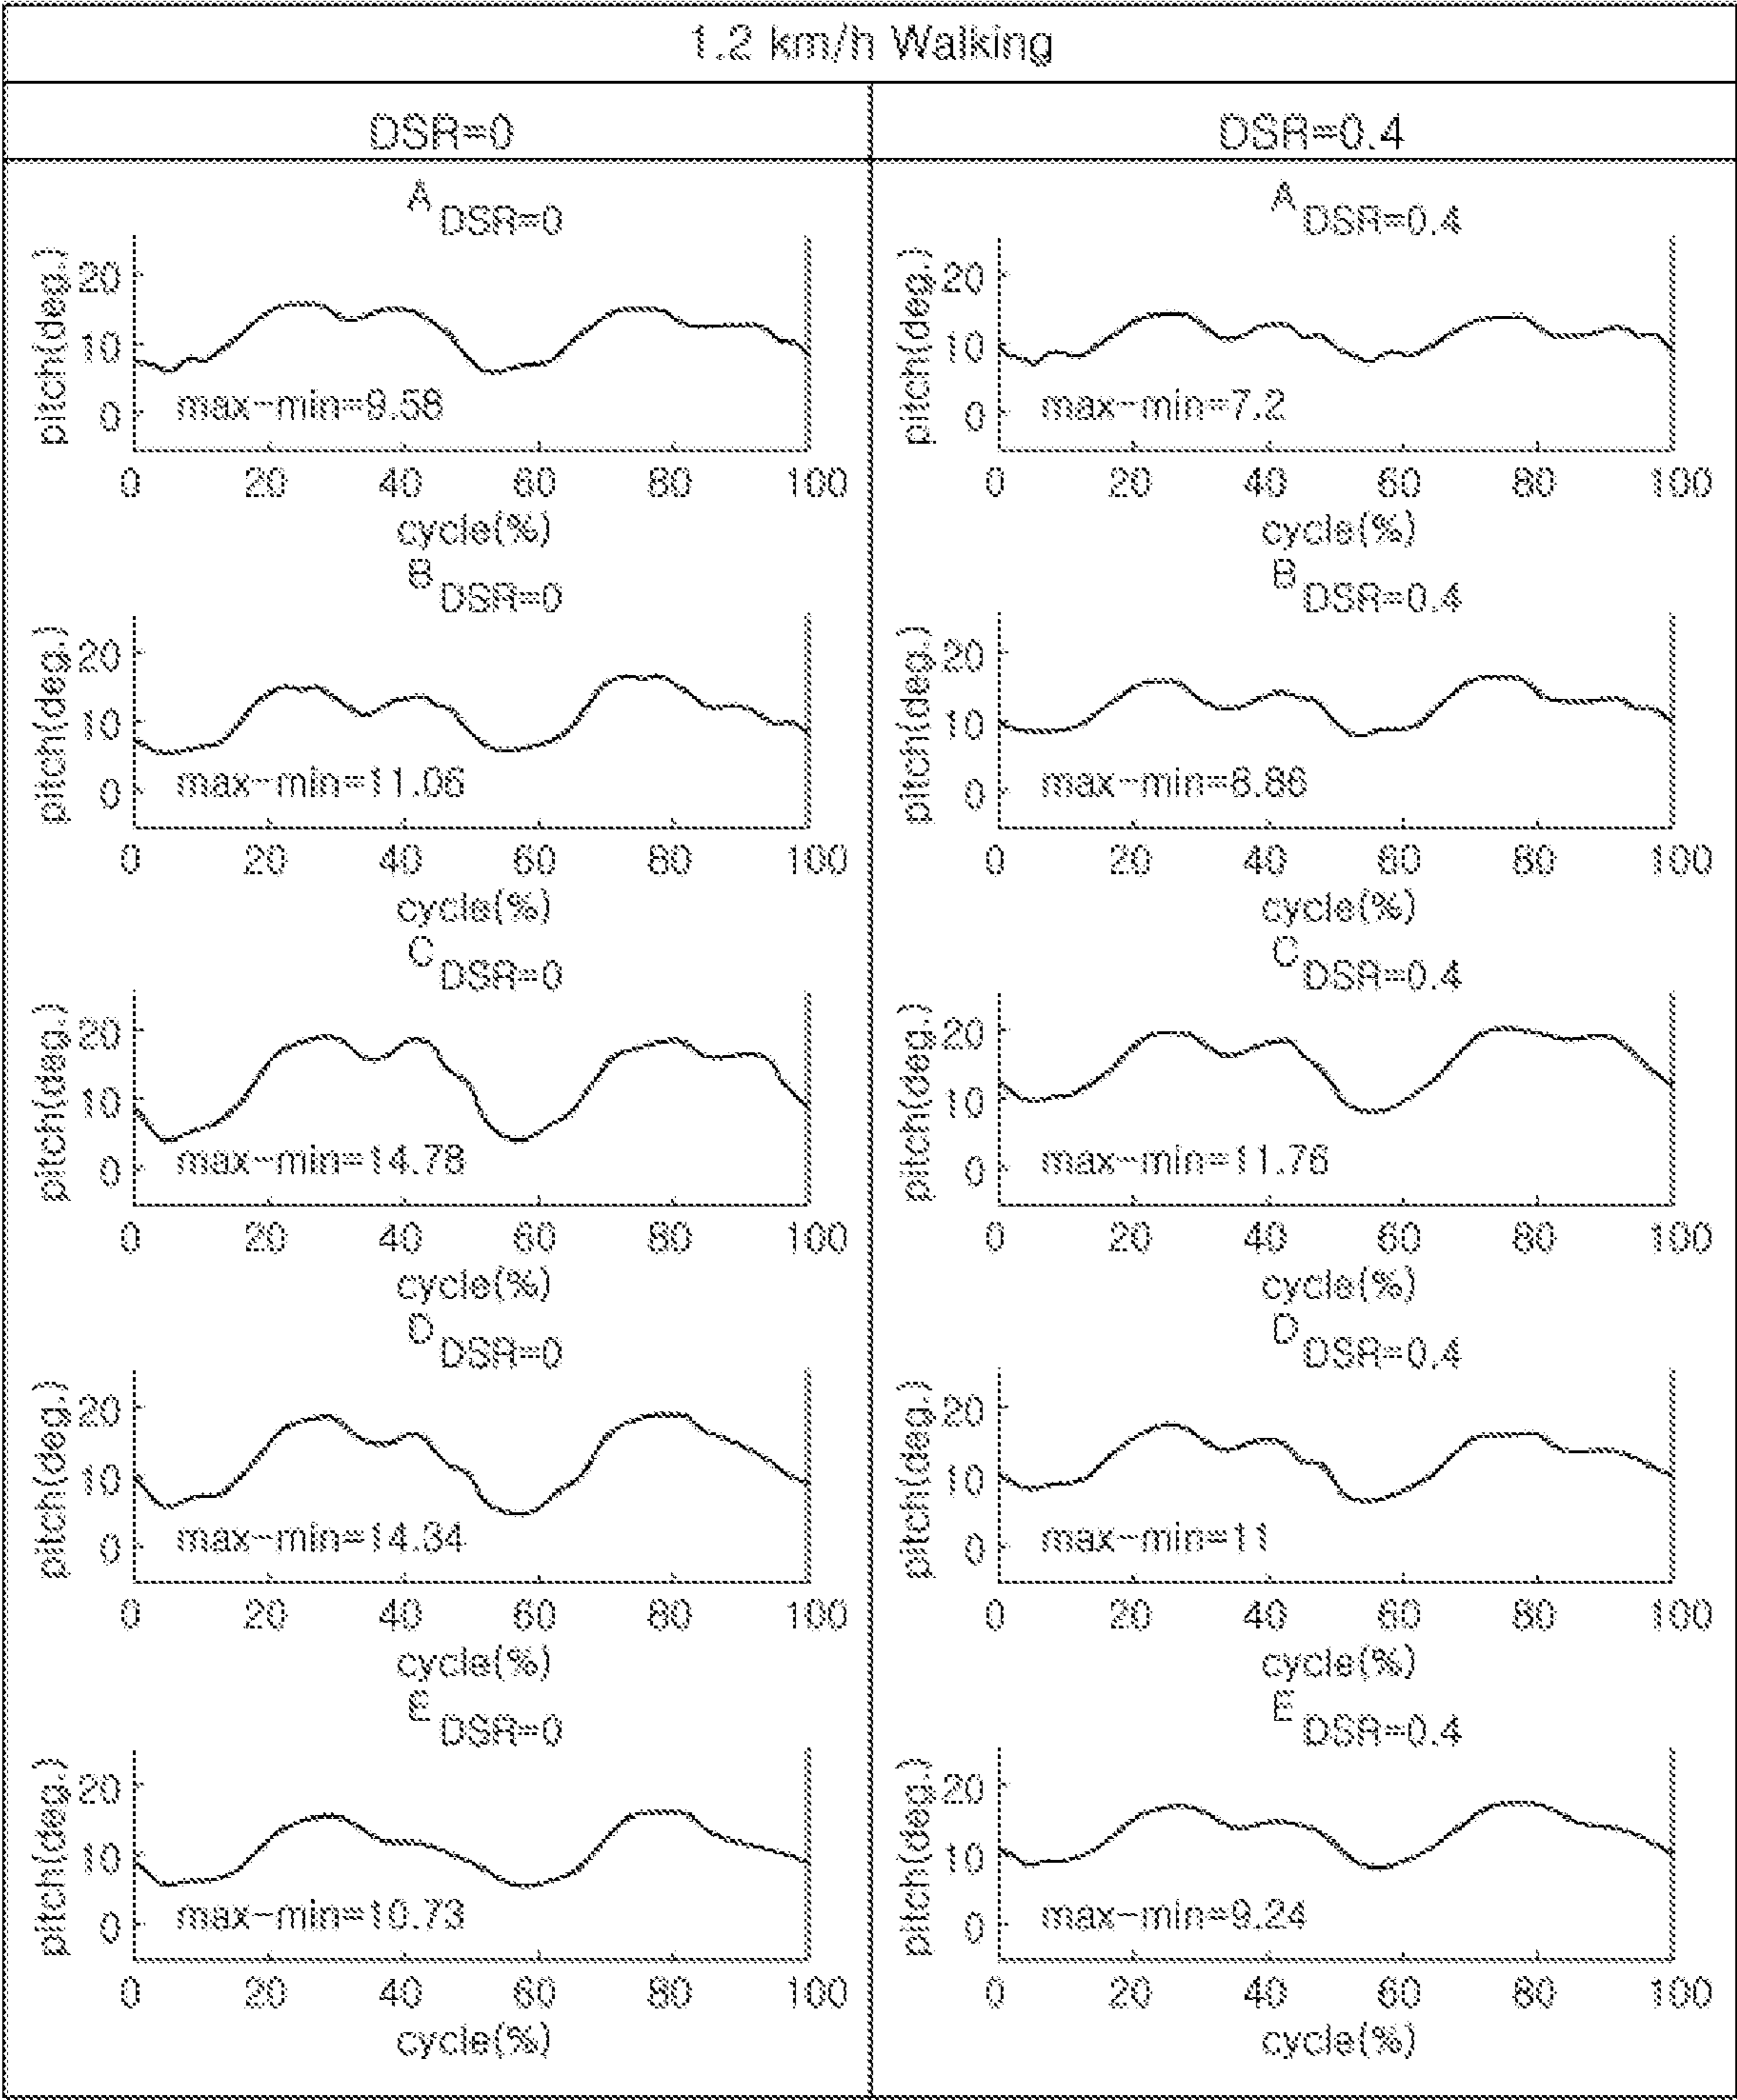 1.2 km/h Walking
DSR=0
DSR=0.4
A DSR=0
pitch(deg.)
20
10
0
max-min=9.58
0 20 40 60 80 100
cycle(%)
A DSR=0.4
pitch(deg.)
20
10
0
max-min=7.2
0 20 40 60 80 100
cycle(%)
B DSR=0
pitch(deg.)
20
10
0
max-min=11.06
0 20 40 60 80 100
cycle(%)
B DSR=0.4
pitch(deg.)
20
10
0
max-min=8.86
0 20 40 60 80 100
cycle(%)
C DSR=0
pitch(deg.)
20
10
0
max-min=14.78
0 20 40 60 80 100
cycle(%)
C DSR=0.4
pitch(deg.)
20
10
0
max-min=11.76
0 20 40 60 80 100
cycle(%)
D DSR=0
pitch(deg.)
20
10
0
max-min=14.34
0 20 40 60 80 100
cycle(%)
D DSR=0.4
pitch(deg.)
20
10
0
max-min=11
0 20 40 60 80 100
cycle(%)
E DSR=0
pitch(deg.)
20
10
0
max-min=10.73
0 20 40 60 80 100
cycle(%)
E DSR=0.4
pitch(deg.)
20
10
0
max-min=9.24
0 20 40 60 80 100
cycle(%)